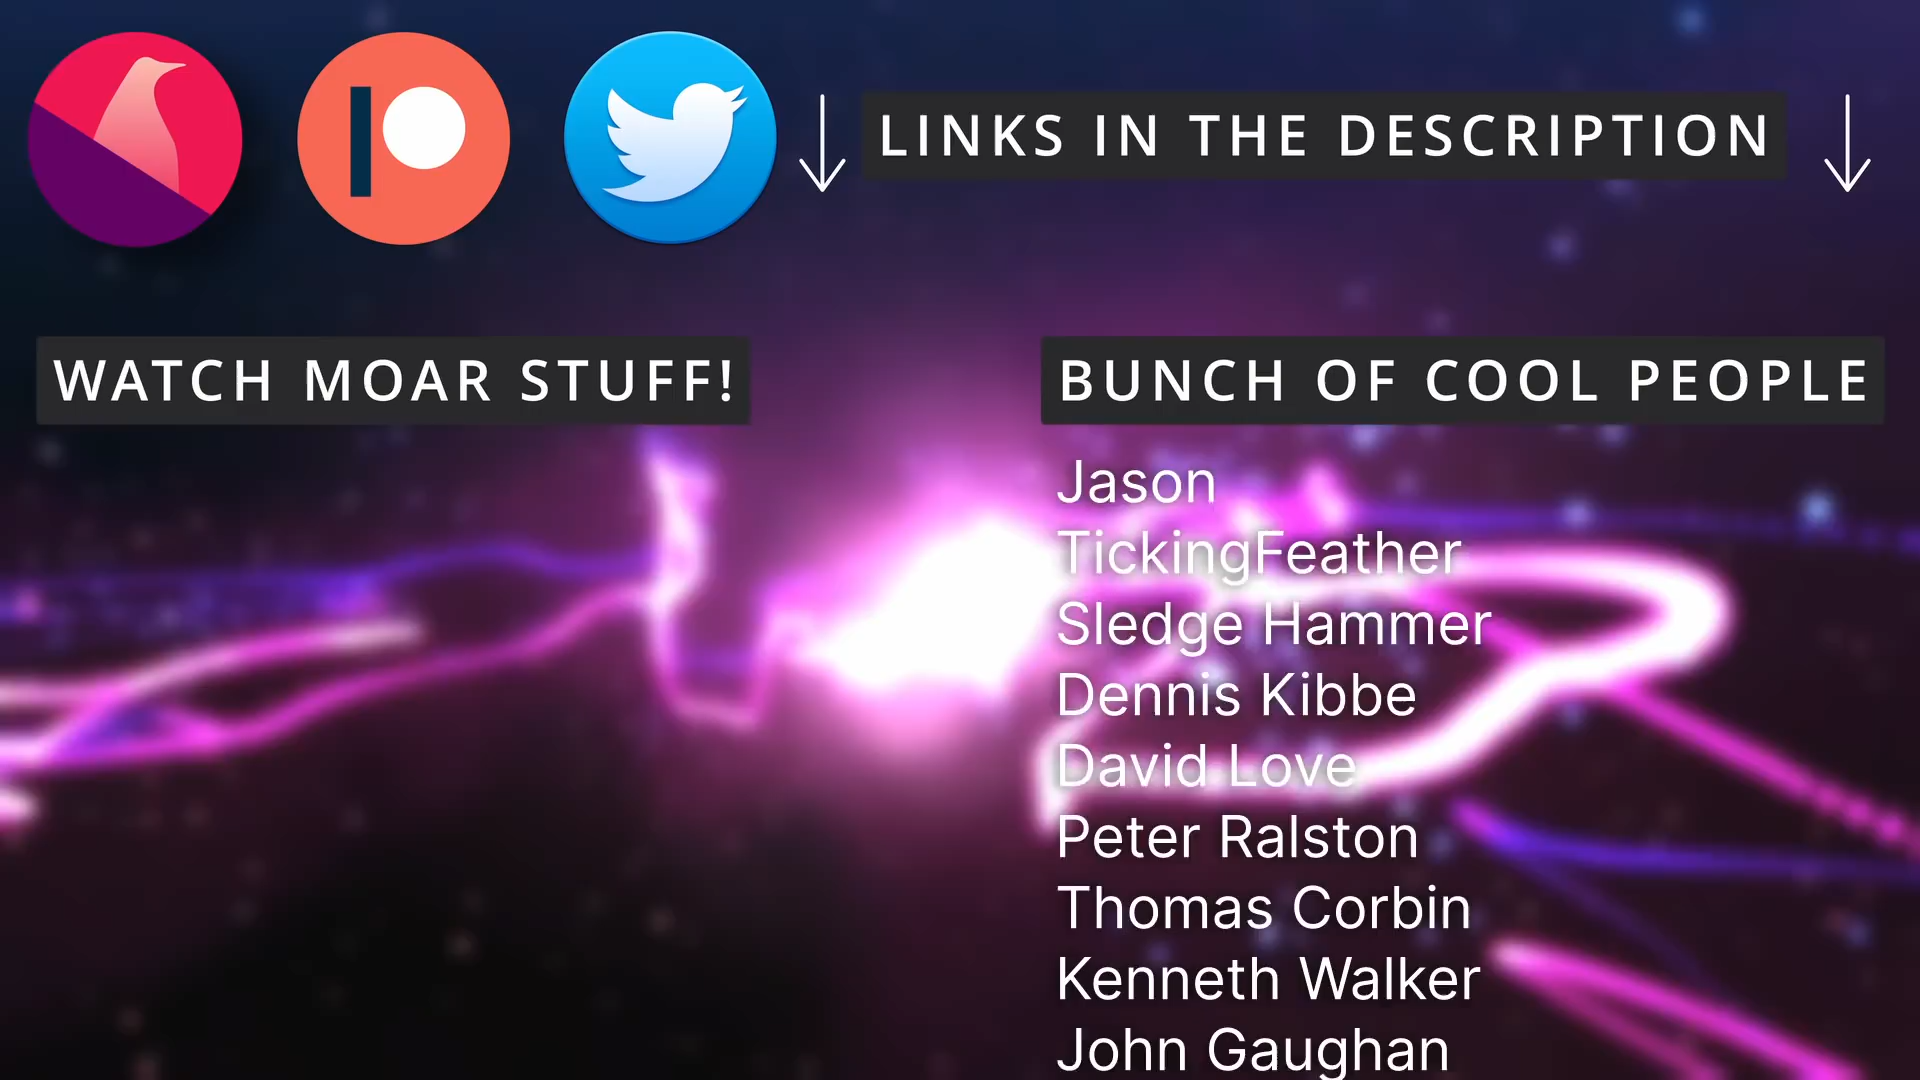 LINKS IN THE DESCRIPTION
WATCH MOAR STUFF!
BUNCH OF COOL PEOPLE
Jason
TickingFeather
Sledge Hammer
Dennis Kibbe
David Love
Peter Ralston
Thomas Corbin
Kenneth Walker
John Gaughan